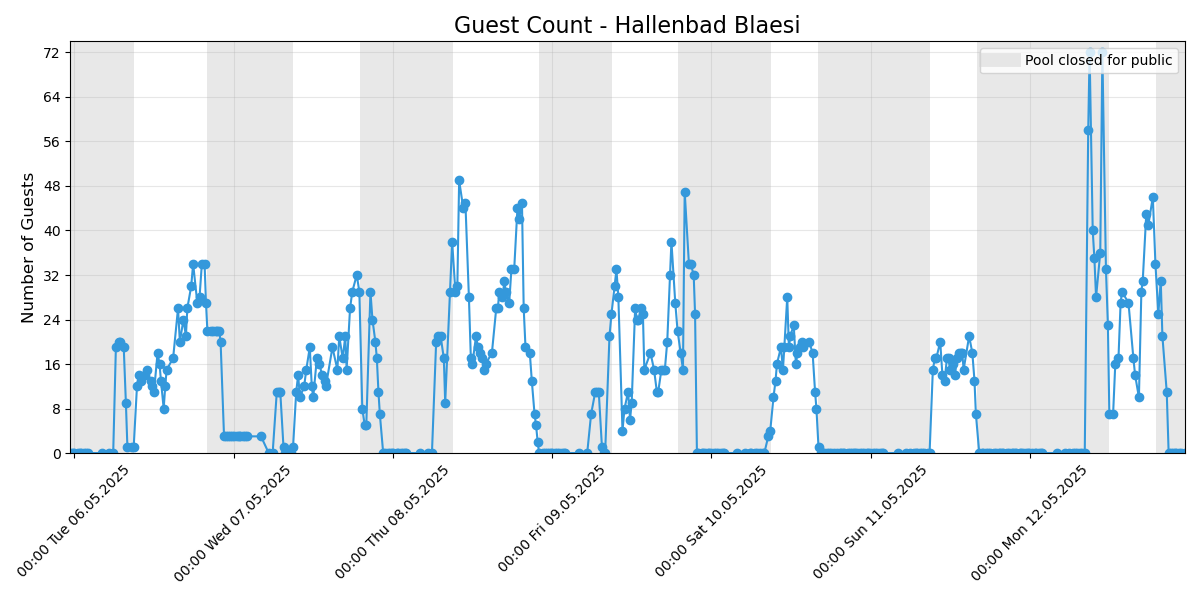 Guest Count - Hallenbad Blaesi
Pool closed for public
Number of Guests
72
64
56
48
40
32
24
16
8
0
00:00 Tue 06.05.2025
00:00 Wed 07.05.2025
00:00 Thu 08.05.2025
00:00 Fri 09.05.2025
00:00 Sat 10.05.2025
00:00 Sun 11.05.2025
00:00 Mon 12.05.2025